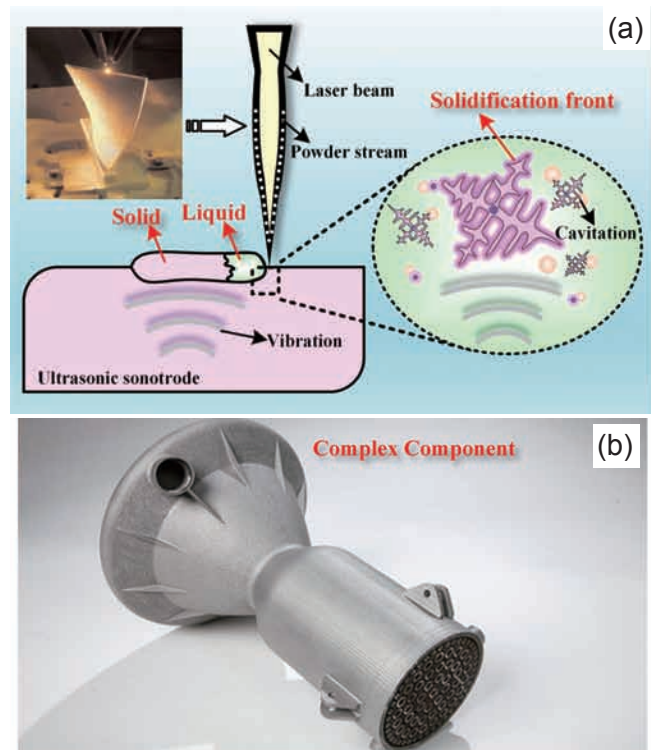 (a)
Laser beam
Solidification front
Powder stream
Solid
Liquid
Cavitation
Vibration
Ultrasonic sonotrode
(b)
Complex Component